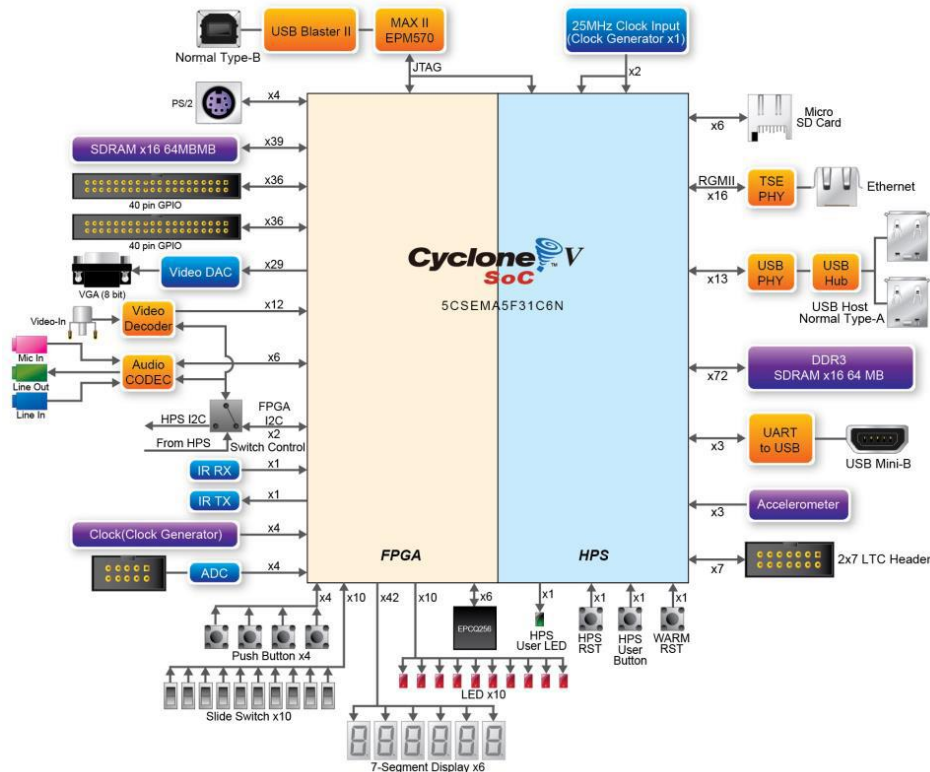 Normal Type-B
USB Blaster II
MAX II
EPM570
25MHz Clock Input
(Clock Generator x1)
JTAG
x2
PS/2
x4
SDRAM x16 64MBMB
x39
40 pin GPIO
x36
40 pin GPIO
x36
VGA (8 bit)
Video DAC
x29
Video-In
Video
Decoder
x12
Mic In
Line Out
Line In
Audio
CODEC
x6
HPS I2C
From HPS
FPGA
I2C
x2
Switch Control
IR RX
x1
IR TX
x1
Clock(Clock Generator)
x4
ADC
x4
Cyclone V
SoC
5CSEMA5F31C6N
FPGA
HPS
x6
Micro
SD Card
RGMII
x16
TSE
PHY
Ethernet
x13
USB
PHY
USB
Hub
USB Host
Normal Type-A
x72
DDR3
SDRAM x16 64 MB
x3
UART
to USB
USB Mini-B
x3
Accelerometer
x7
2x7 LTC Header
x4
x10
x42
x10
x6
x1
x1
x1
x1
Push Button x4
EPCQ256
HPS
User LED
HPS
RST
HPS
User
Button
WARM
RST
Slide Switch x10
LED x10
7-Segment Display x6